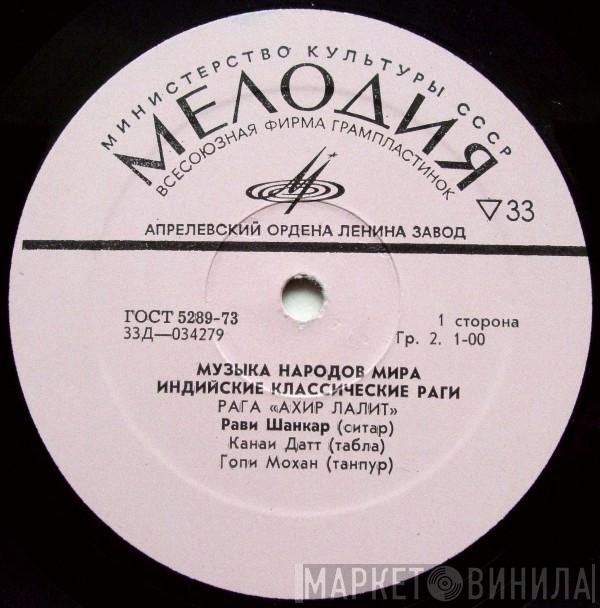 МИНИСТЕРСТВО КУЛЬТУРЫ СССР
МЕЛОДИЯ
ВСЕСОЮЗНАЯ ФИРМА ГРАМПЛАСТИНОК
▽33
АПРЕЛЕВСКИЙ ОРДЕНА ЛЕНИНА ЗАВОД
ГОСТ 5289-73
33Д—034279
1 сторона
Гр. 2. 1-00
МУЗЫКА НАРОДОВ МИРА
ИНДИЙСКИЕ КЛАССИЧЕСКИЕ РАГИ
РАГА «АХИР ЛАЛИТ»
Рави Шанкар (ситар)
Канаи Датт (табла)
Гопи Мохан (танпур)
МАРКЕТ ВИНИЛА